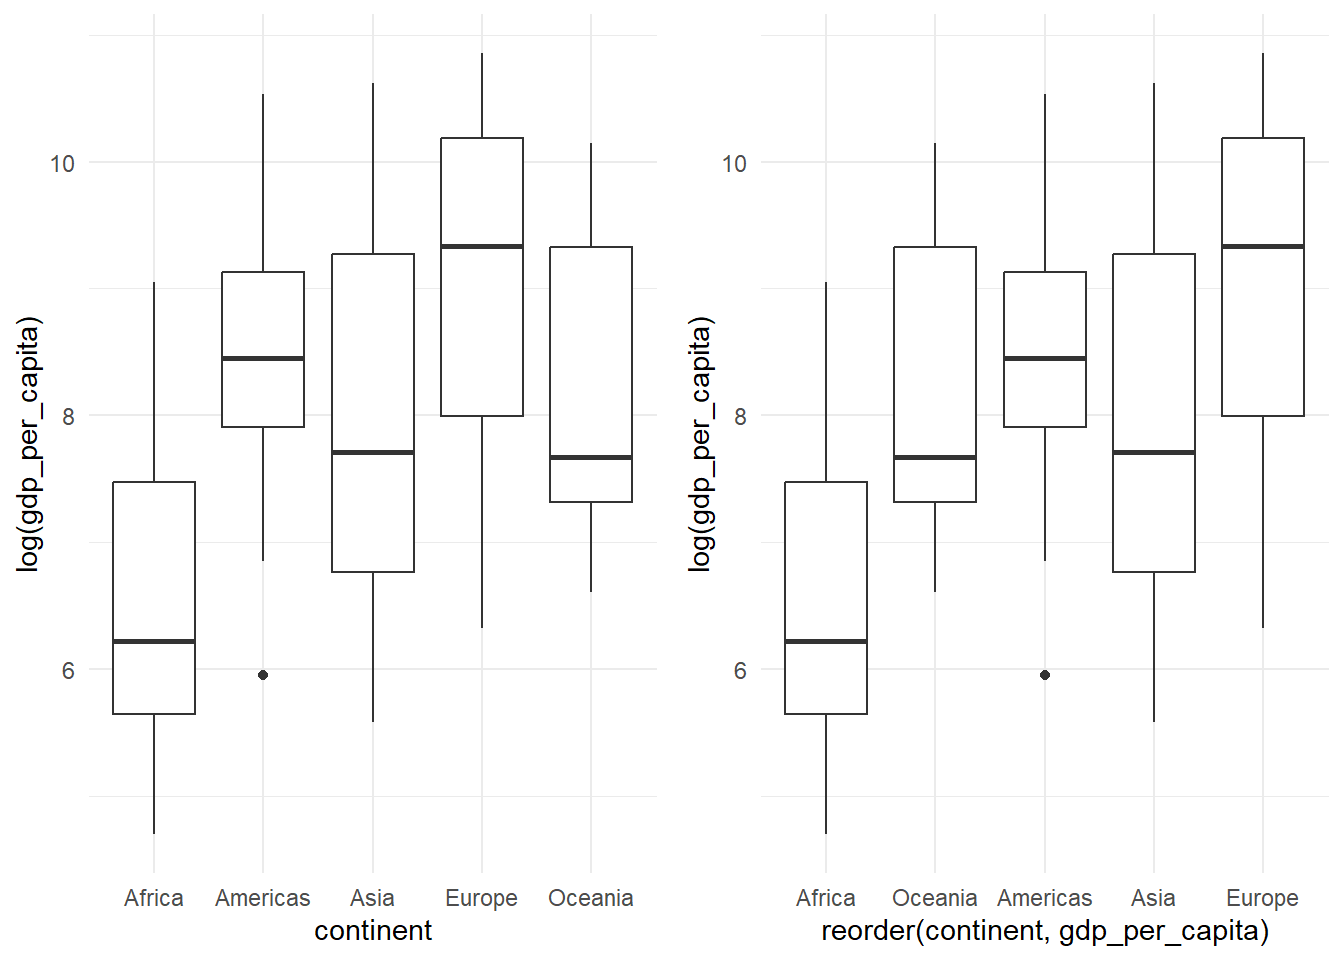 log(gdp_per_capita)
10
8
6
Africa Americas Asia Europe Oceania
continent
log(gdp_per_capita)
10
8
6
Africa Oceania Americas Asia Europe
reorder(continent, gdp_per_capita)